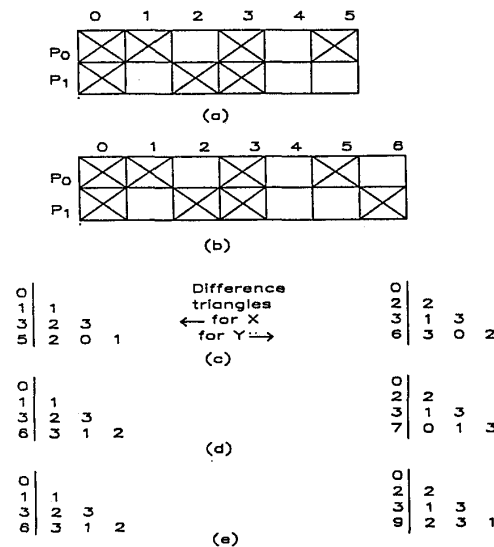 0 1 2 3 4 5
P0
P1
(a)
0 1 2 3 4 5 6
P0
P1
(b)
Difference
triangles
← for X
for Y →
0
1 1
3 2 3
5 2 0 1
0
2 2
3 1 3
6 3 0 2
(c)
0
1 1
3 2 3
6 3 1 2
0
2 2
3 1 3
7 0 1 3
(d)
0
1 1
3 2 3
6 3 1 2
0
2 2
3 1 3
9 2 3 1
(e)